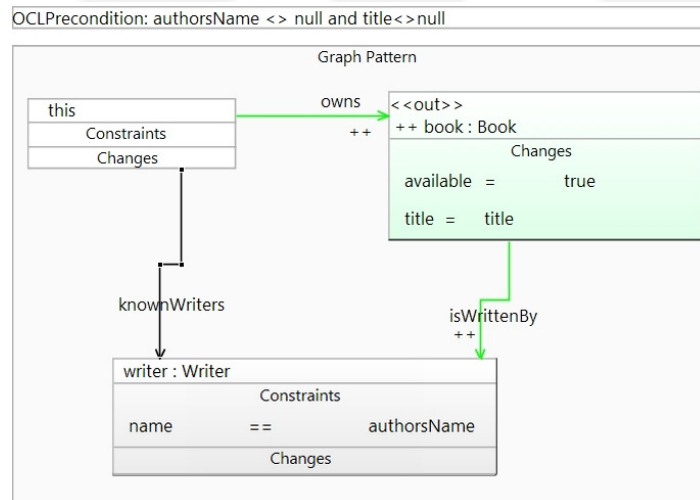 OCLPrecondition: authorsName <> null and title<>null
Graph Pattern
this
Constraints
Changes
owns
++
<<out>>
++ book : Book
Changes
available = true
title = title
knownWriters
isWrittenBy
++
writer : Writer
Constraints
name == authorsName
Changes